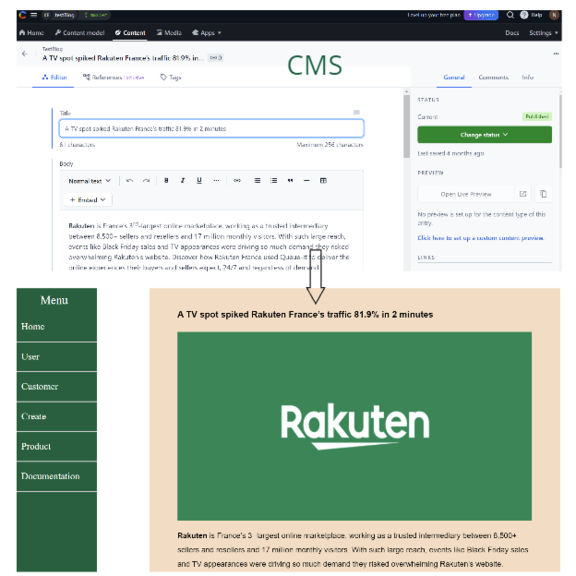 TestBlog
Level up your free plan Upgrade Help
Home Content model Content Media Apps Docs Settings
TestBlog
A TV spot spiked Rakuten France's traffic 81.9% in...
CMS
Editor References Tags General Comments Info
Title
A TV spot spiked Rakuten France's traffic 81.9% in 2 minutes
61 characters Maximum 256 characters
Body
Normal text B I U ...
+ Embed
Rakuten is France's 3rd-largest online marketplace, working as a trusted intermediary
between 8,500+ sellers and resellers and 17 million monthly visitors. With such large reach,
events like Black Friday sales and TV appearances were driving so much demand they risked
overwhelming Rakuten's website. Discover how Rakuten France used Queue-it to deliver the
online experiences their buyers and sellers expect, 24/7 and regardless of demand
STATUS
Current Published
Change status
Last saved 4 months ago
PREVIEW
Open Live Preview
No preview is set up for the content type of this
entry.
Click here to set up a custom content preview.
LINKS
Menu
Home
User
Customer
Create
Product
Documentation
A TV spot spiked Rakuten France's traffic 81.9% in 2 minutes
Rakuten
Rakuten is France's 3 -largest online marketplace, working as a trusted intermediary between 8,500+
sellers and resellers and 17 million monthly visitors. With such large reach, events like Black Friday sales
and TV appearances were driving so much demand they risked overwhelming Rakuten's website.